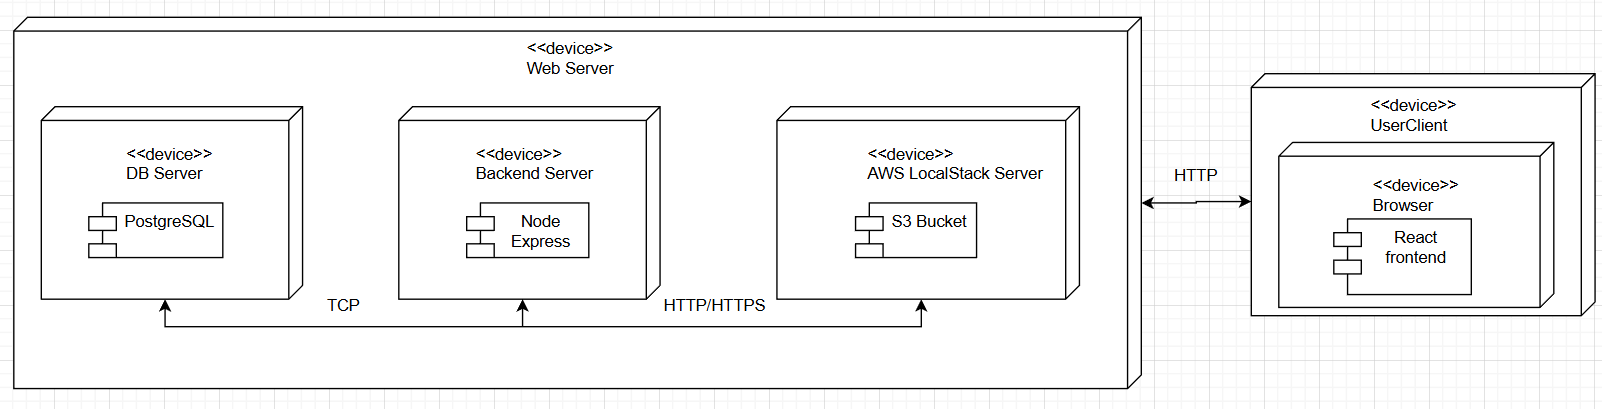 <<device>>
Web Server
<<device>>
DB Server
PostgreSQL
<<device>>
Backend Server
Node
Express
<<device>>
AWS LocalStack Server
S3 Bucket
TCP
HTTP/HTTPS
HTTP
<<device>>
UserClient
<<device>>
Browser
React
frontend